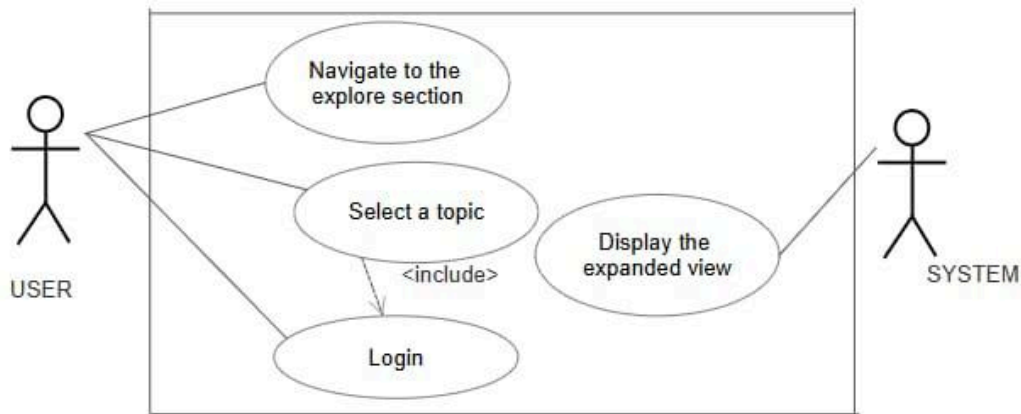 Navigate to the
explore section
Select a topic
<include>
Display the
expanded view
USER
SYSTEM
Login